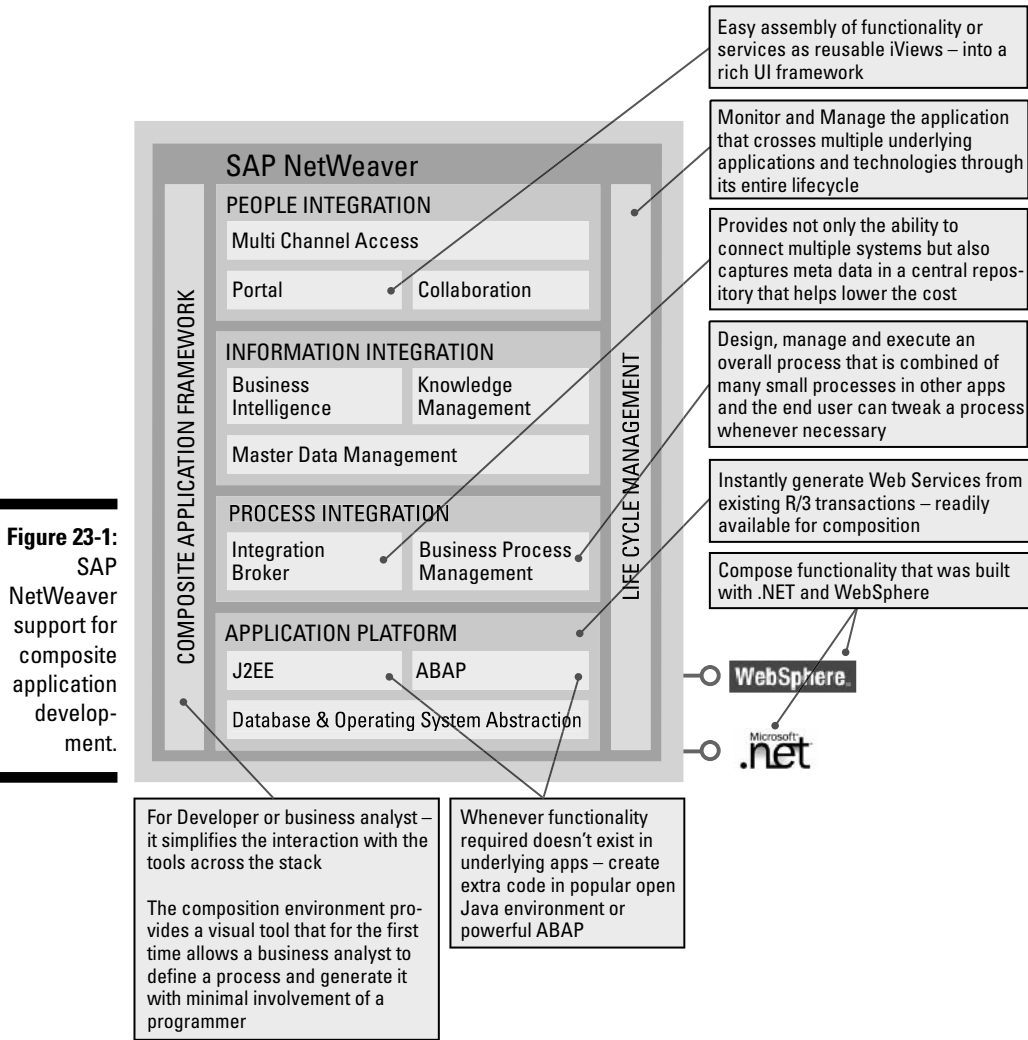 Easy assembly of functionality or
services as reusable iViews – into a
rich UI framework
Monitor and Manage the application
that crosses multiple underlying
applications and technologies through
its entire lifecycle
Provides not only the ability to
connect multiple systems but also
captures meta data in a central repos-
itory that helps lower the cost
Design, manage and execute an
overall process that is combined of
many small processes in other apps
and the end user can tweak a process
whenever necessary
Instantly generate Web Services from
existing R/3 transactions – readily
available for composition
Compose functionality that was built
with .NET and WebSphere
SAP NetWeaver
COMPOSITE APPLICATION FRAMEWORK
PEOPLE INTEGRATION
Multi Channel Access
Portal
Collaboration
INFORMATION INTEGRATION
Business
Intelligence
Knowledge
Management
Master Data Management
PROCESS INTEGRATION
Integration
Broker
Business Process
Management
APPLICATION PLATFORM
J2EE
ABAP
Database & Operating System Abstraction
LIFE CYCLE MANAGEMENT
WebSphere
Microsoft
.net
Figure 23-1:
SAP
NetWeaver
support for
composite
application
develop-
ment.
For Developer or business analyst –
it simplifies the interaction with the
tools across the stack
The composition environment pro-
vides a visual tool that for the first
time allows a business analyst to
define a process and generate it
with minimal involvement of a
programmer
Whenever functionality
required doesn't exist in
underlying apps – create
extra code in popular open
Java environment or
powerful ABAP